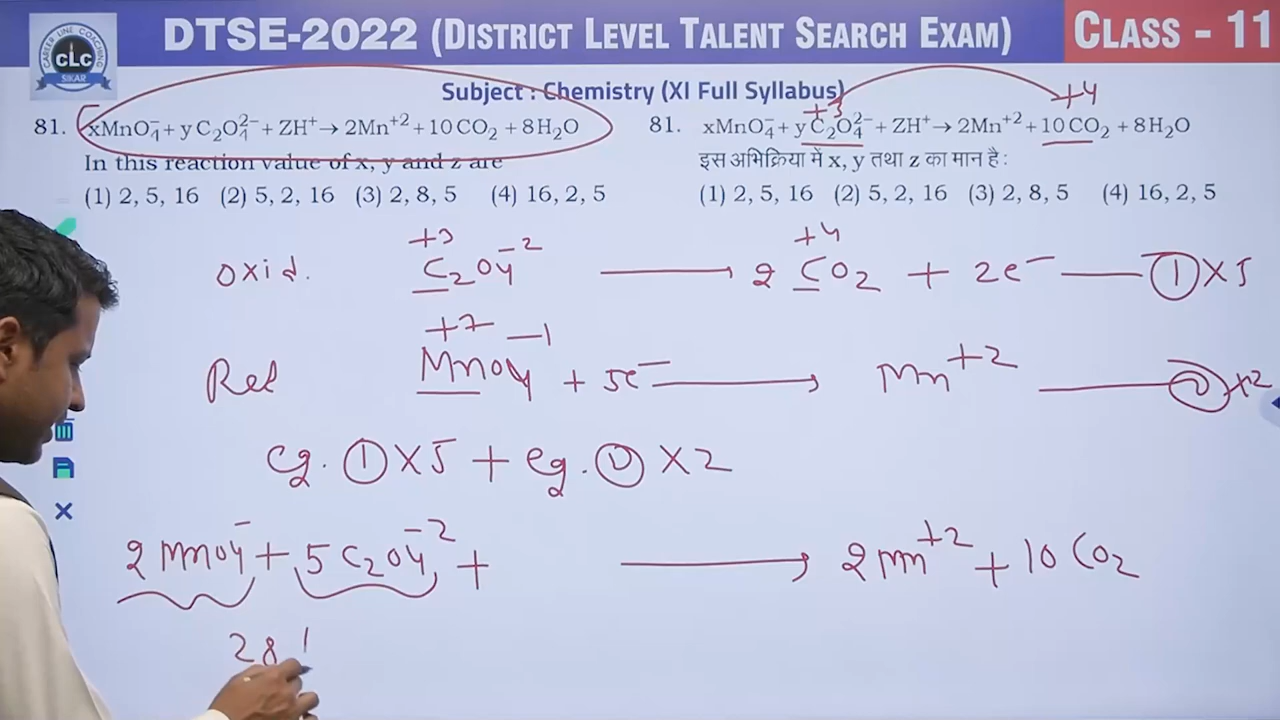 CAREER LINE COACHING
CLC
SIKAR
DTSE-2022 (DISTRICT LEVEL TALENT SEARCH EXAM)
CLASS - 11
Subject : Chemistry (XI Full Syllabus)
81. xMnO₄⁻ + y C₂O₄²⁻ + ZH⁺ → 2Mn⁺² + 10 CO₂ + 8H₂O
In this reaction value of x, y and z are
(1) 2, 5, 16 (2) 5, 2, 16 (3) 2, 8, 5 (4) 16, 2, 5
+3 +4
81. xMnO₄⁻ + y C₂O₄²⁻ + ZH⁺ → 2Mn⁺² + 10 CO₂ + 8H₂O
इस अभिक्रिया में x, y तथा z का मान है :
(1) 2, 5, 16 (2) 5, 2, 16 (3) 2, 8, 5 (4) 16, 2, 5
+3 +4
oxid. C₂O₄⁻² → 2 CO₂ + 2e⁻ — ① X 5
+7
Red MnO₄⁻¹ + 5e⁻ → Mn⁺² — ② X2
eq. ① X 5 + eq. ② X 2
2 MnO₄⁻ + 5 C₂O₄⁻² + → 2 Mn⁺² + 10 CO₂
28